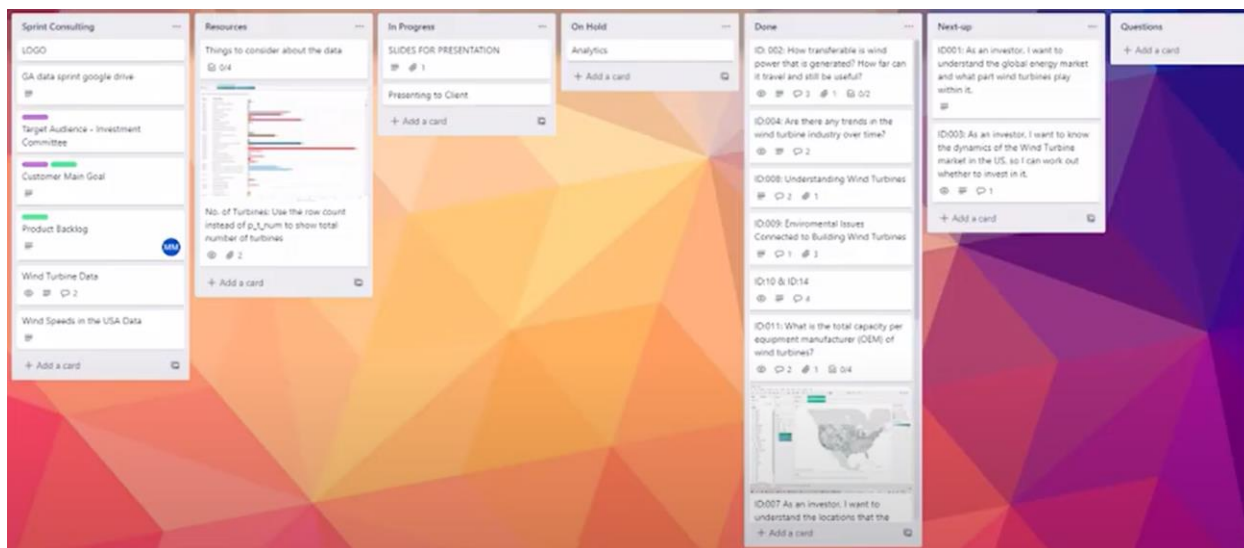 Sprint Consulting
LOGO
GA data sprint google drive
Target Audience - Investment
Committee
Customer Main Goal
Product Backlog
MM
Wind Turbine Data
2
Wind Speeds in the USA Data
+ Add a card
Resources
Things to consider about the data
0/4
No. of Turbines: Use the row count
instead of p_t_num to show total
number of turbines
2
+ Add a card
In Progress
SLIDES FOR PRESENTATION
1
Presenting to Client
+ Add a card
On Hold
Analytics
+ Add a card
Done
ID: 002: How transferable is wind
power that is generated? How far can
it travel and still be useful?
3 1 0/2
ID:004: Are there any trends in the
wind turbine industry over time?
2
ID:008: Understanding Wind Turbines
2 1
ID:009: Enviromental Issues
Connected to Building Wind Turbines
1 3
ID:10 & ID:14
4
ID:011: What is the total capacity per
equipment manufacturer (OEM) of
wind turbines?
2 1 0/4
ID:007 As an investor, I want to
understand the locations that the
+ Add a card
Next-up
ID001: As an investor, I want to
understand the global energy market
and what part wind turbines play
within it.
ID:003: As an investor, I want to know
the dynamics of the Wind Turbine
market in the US, so I can work out
whether to invest in it.
1
+ Add a card
Questions
+ Add a card